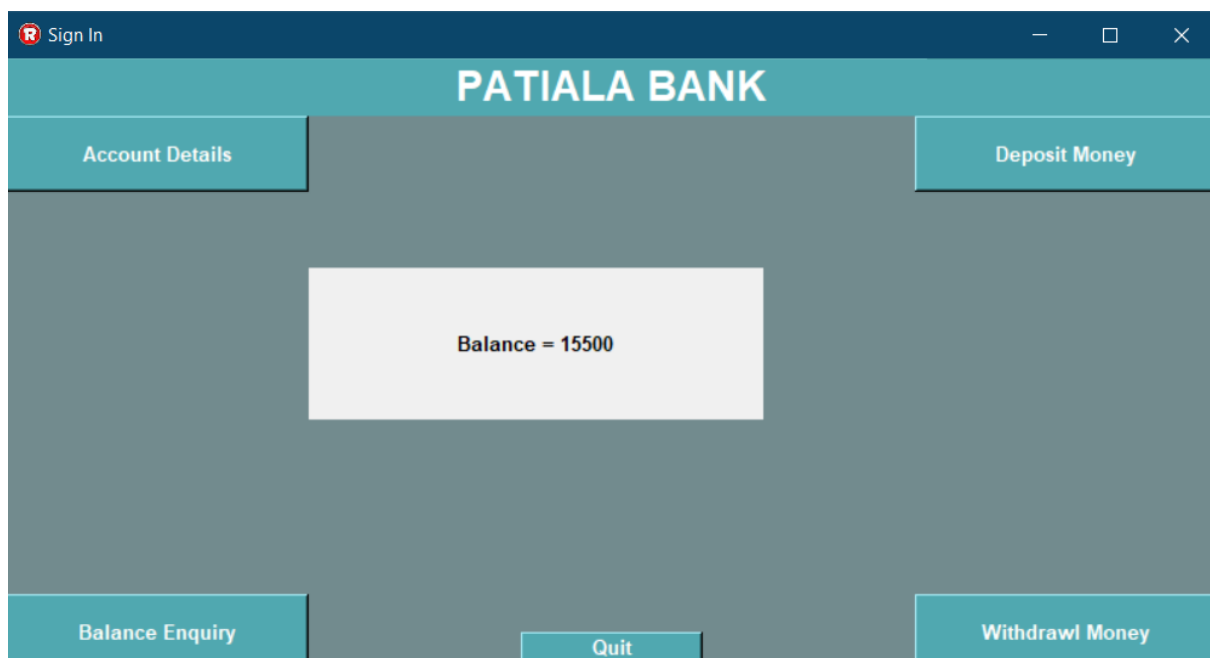 Sign In
PATIALA BANK
Account Details
Deposit Money
Balance = 15500
Balance Enquiry
Quit
Withdrawl Money